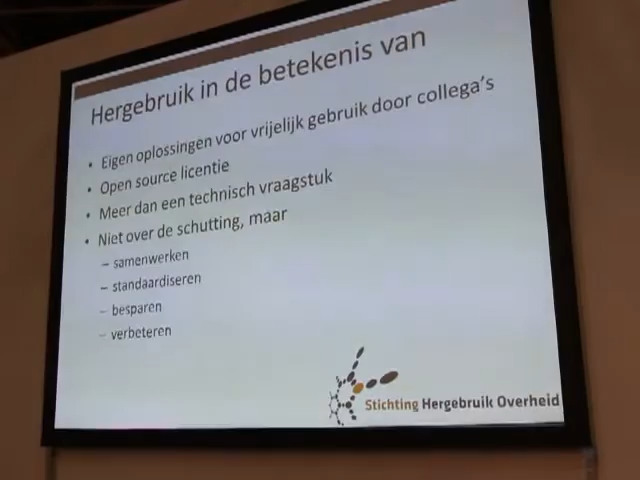 Hergebruik in de betekenis van
• Eigen oplossingen voor vrijelijk gebruik door collega's
• Open source licentie
• Meer dan een technisch vraagstuk
• Niet over de schutting, maar
– samenwerken
– standaardiseren
– besparen
– verbeteren
Stichting Hergebruik Overheid